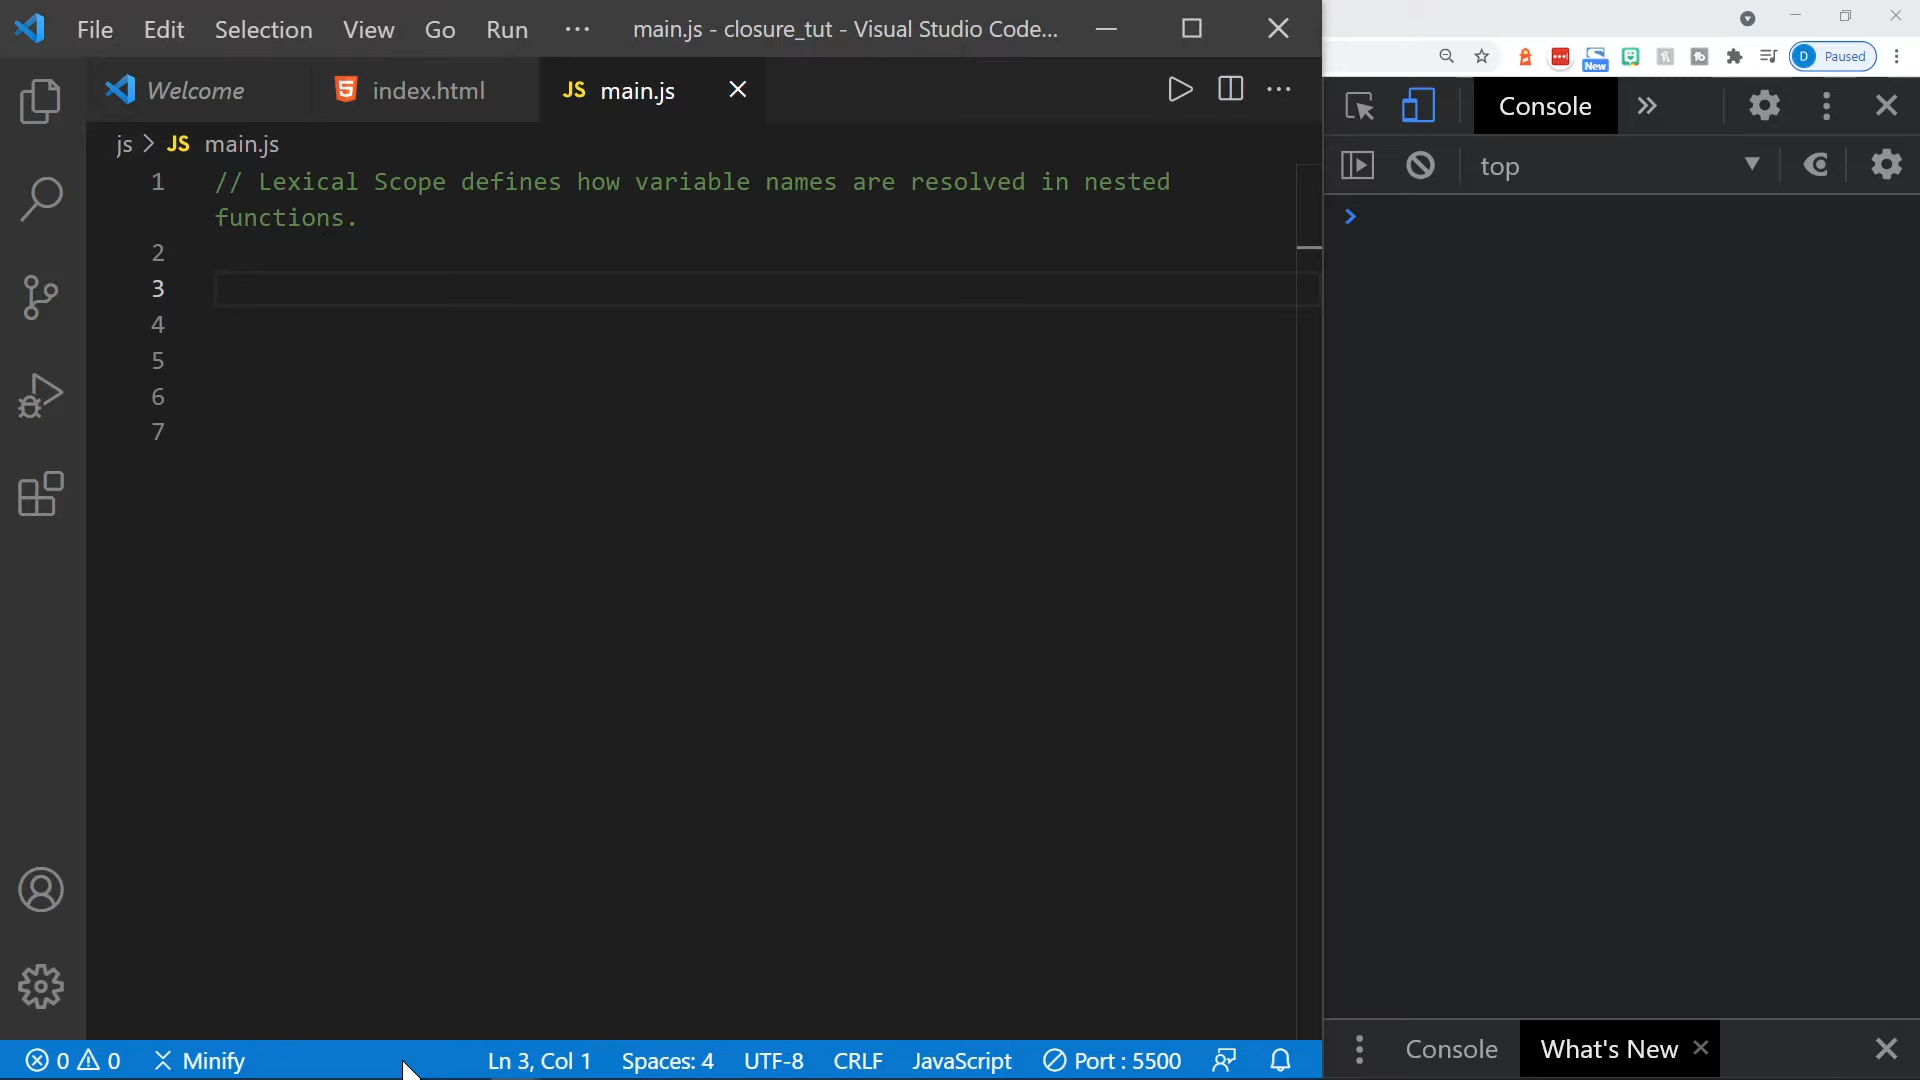 File Edit Selection View Go Run ··· main.js - closure_tut - Visual Studio Code...
Welcome index.html JS main.js
js > JS main.js
1 // Lexical Scope defines how variable names are resolved in nested
functions.
2
3
4
5
6
7
0 0 Minify Ln 3, Col 1 Spaces: 4 UTF-8 CRLF JavaScript Port : 5500
New D Paused
Console
top
Console What's New